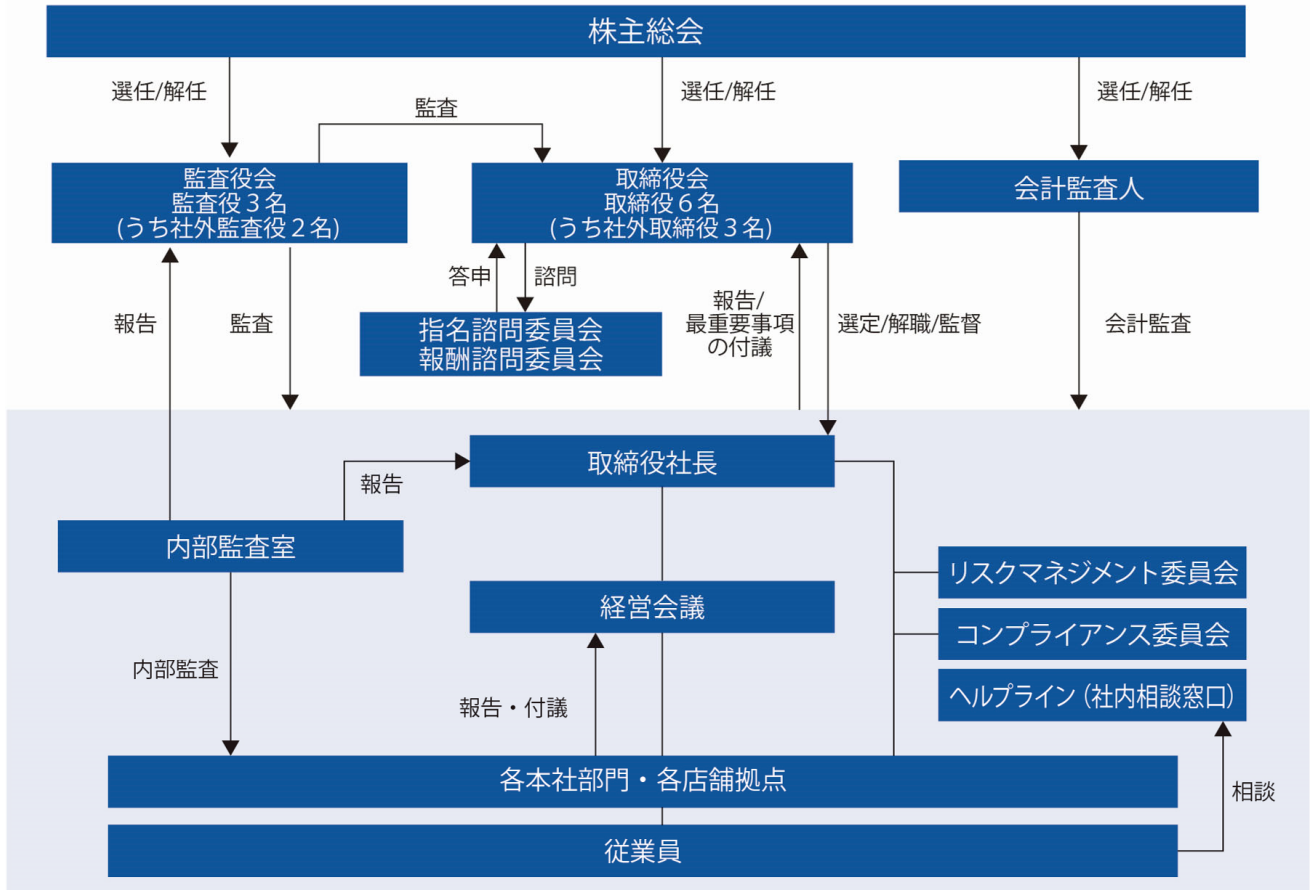 株主総会
選任/解任
選任/解任
選任/解任
監査
監査役会
監査役３名
(うち社外監査役２名)
取締役会
取締役６名
(うち社外取締役３名)
会計監査人
答申
諮問
報告
監査
指名諮問委員会
報酬諮問委員会
報告/
最重要事項
の付議
選定/解職/監督
会計監査
取締役社長
報告
内部監査室
リスクマネジメント委員会
経営会議
コンプライアンス委員会
内部監査
ヘルプライン（社内相談窓口）
報告・付議
各本社部門・各店舗拠点
相談
従業員